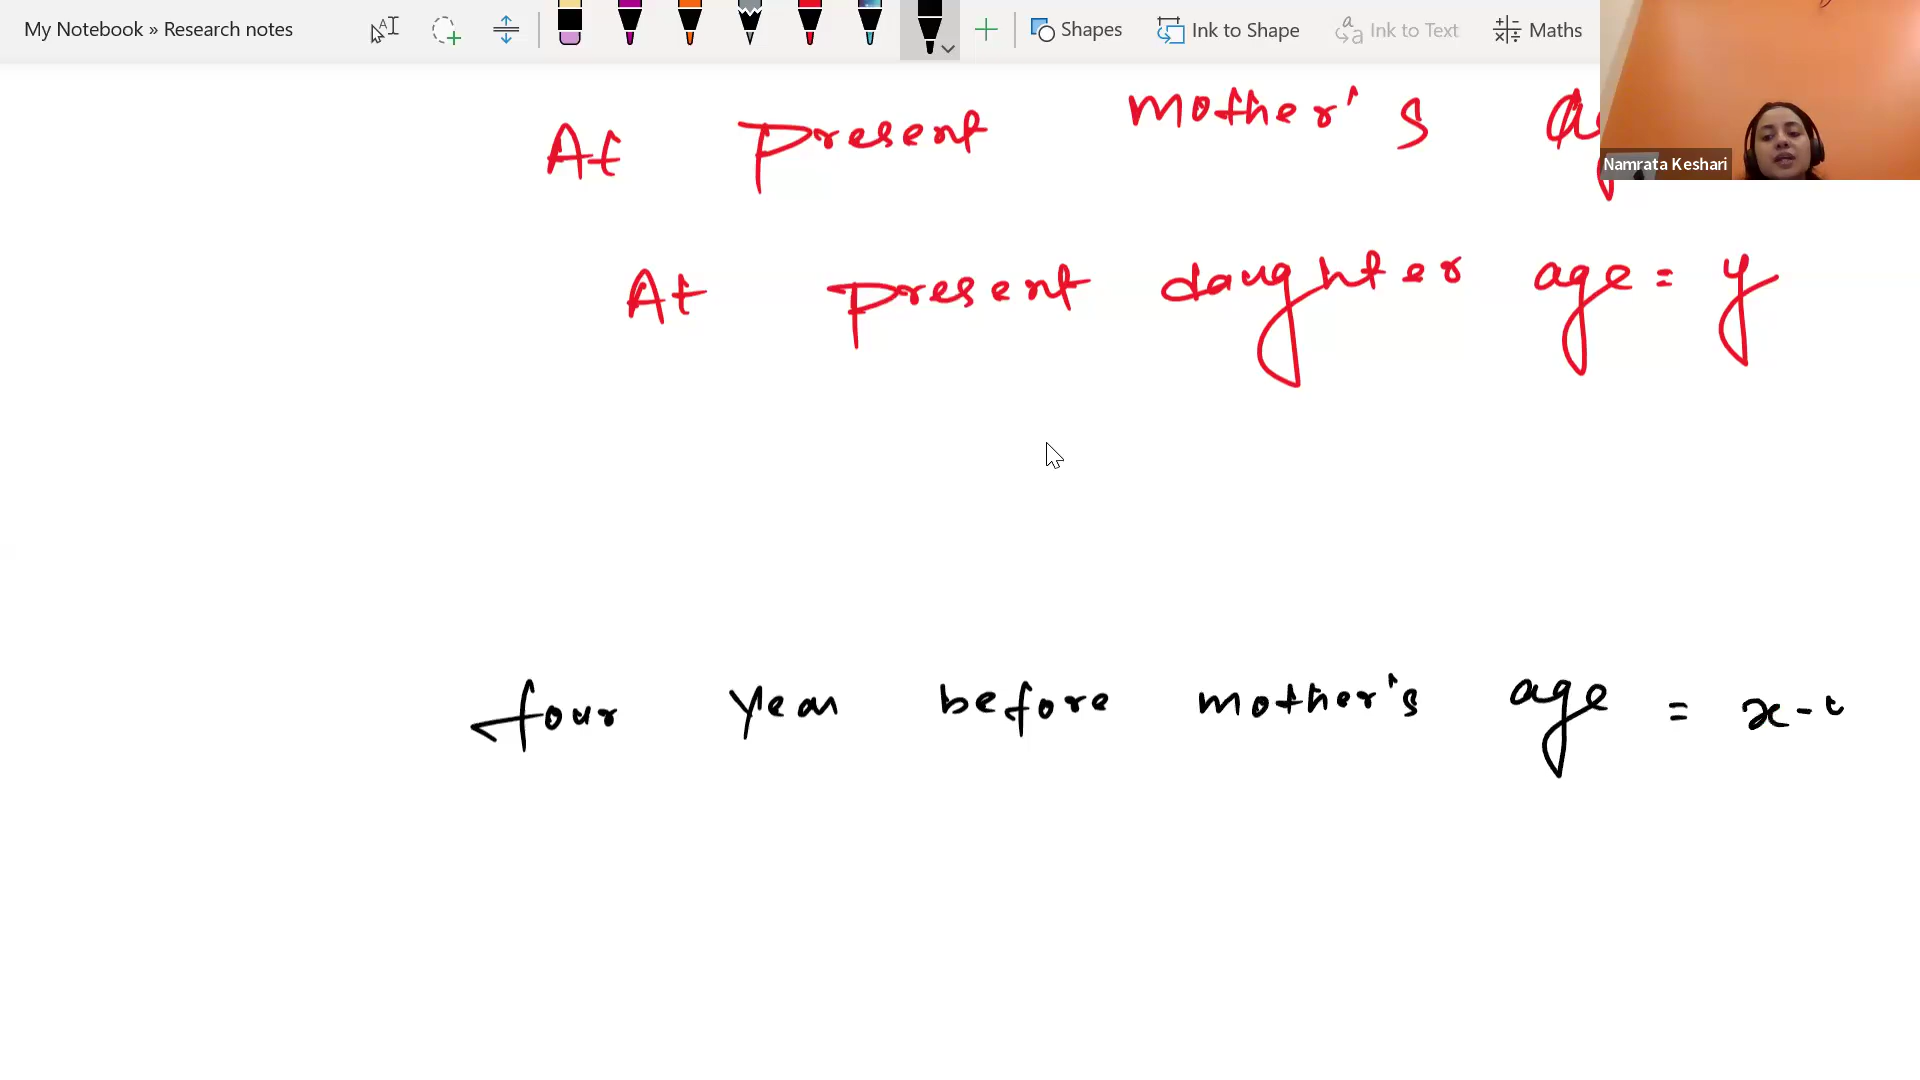 My Notebook » Research notes
Shapes
Ink to Shape
Ink to Text
Maths
Namrata Keshari
At present mother's
At present daughter age = y
four year before mother's age = x-